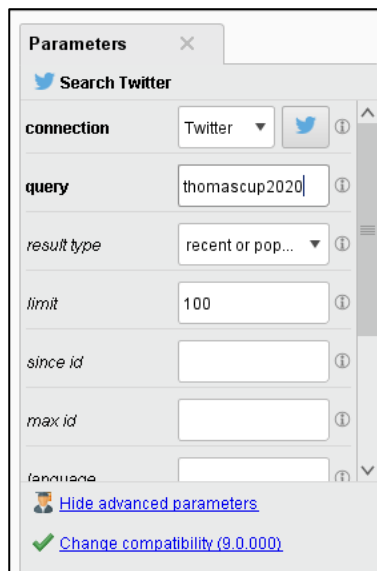 Parameters
Search Twitter
connection Twitter
query thomascup2020
result type recent or pop...
limit 100
since id
max id
language
Hide advanced parameters
Change compatibility (9.0.000)